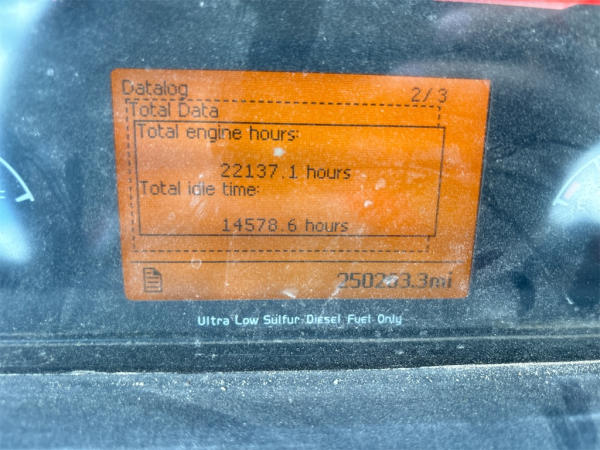 Datalog
2/3
Total Data
Total engine hours:
22137.1 hours
Total idle time:
14578.6 hours
Ultra Low Sulfur Diesel Fuel Only